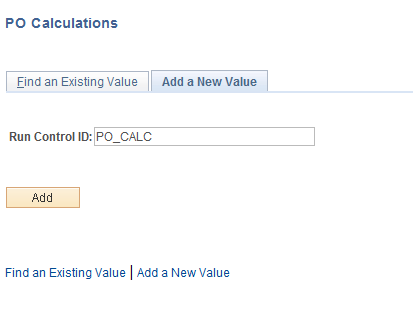 PO Calculations
Find an Existing Value
Add a New Value
Run Control ID: PO_CALC
Add
Find an Existing Value | Add a New Value